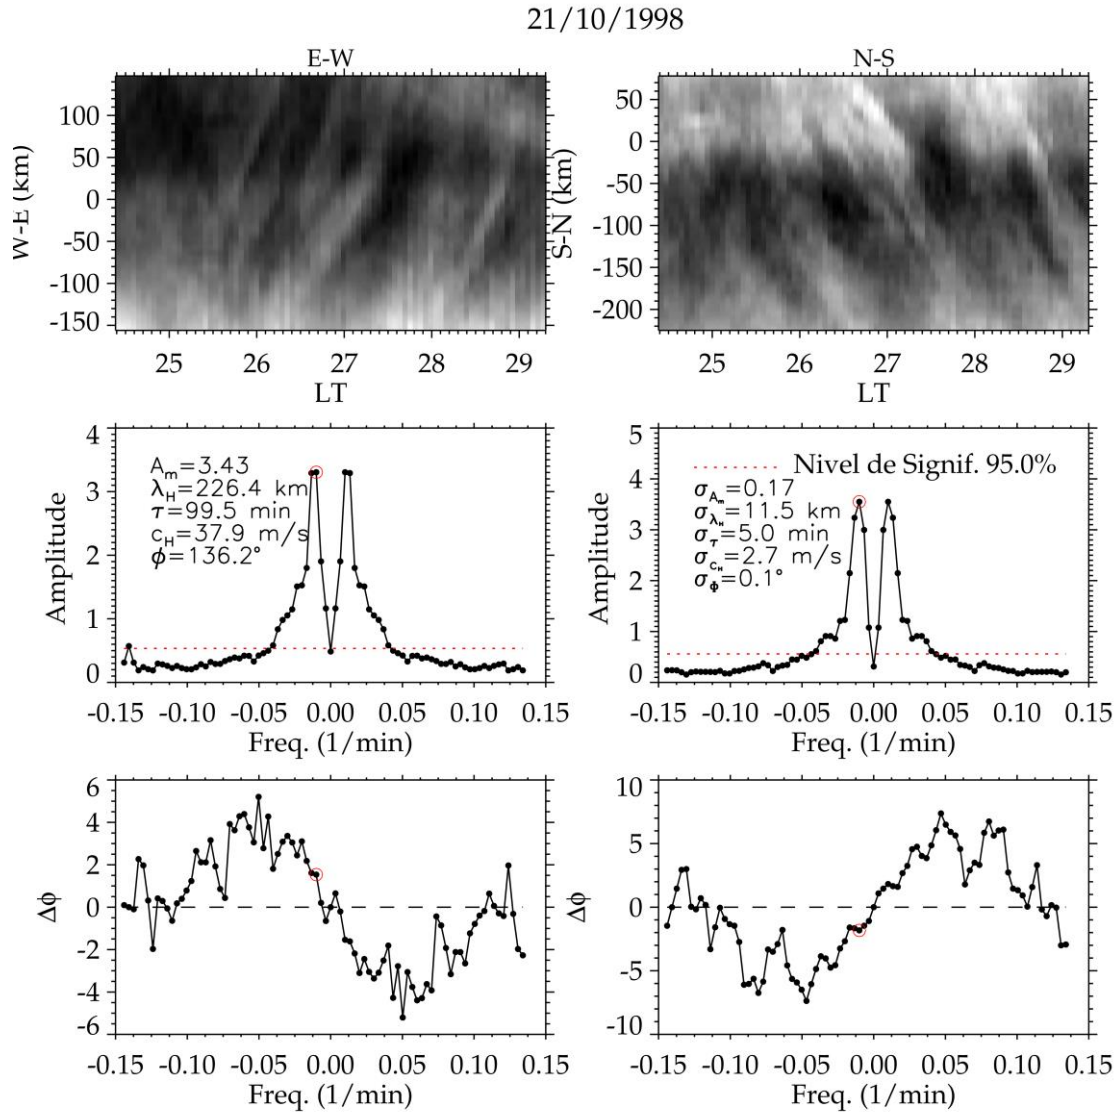 21/10/1998
E-W
N-S
W-E (km)
100
50
0
-50
-100
-150
25
26
27
28
29
LT
S-N (km)
50
0
-50
-100
-150
-200
25
26
27
28
29
LT
Amplitude
4
3
2
1
0
A_m=3.43
λ_H=226.4 km
τ=99.5 min
c_H=37.9 m/s
ϕ=136.2°
-0.15
-0.10
-0.05
0.00
0.05
0.10
0.15
Freq. (1/min)
Amplitude
5
4
3
2
1
0
Nivel de Signif. 95.0%
σ_Am=0.17
σ_λH=11.5 km
σ_τ=5.0 min
σ_cH=2.7 m/s
σ_ϕ=0.1°
-0.15
-0.10
-0.05
0.00
0.05
0.10
0.15
Freq. (1/min)
Δϕ
6
4
2
0
-2
-4
-6
-0.15
-0.10
-0.05
0.00
0.05
0.10
0.15
Freq. (1/min)
Δϕ
10
5
0
-5
-10
-0.15
-0.10
-0.05
0.00
0.05
0.10
0.15
Freq. (1/min)